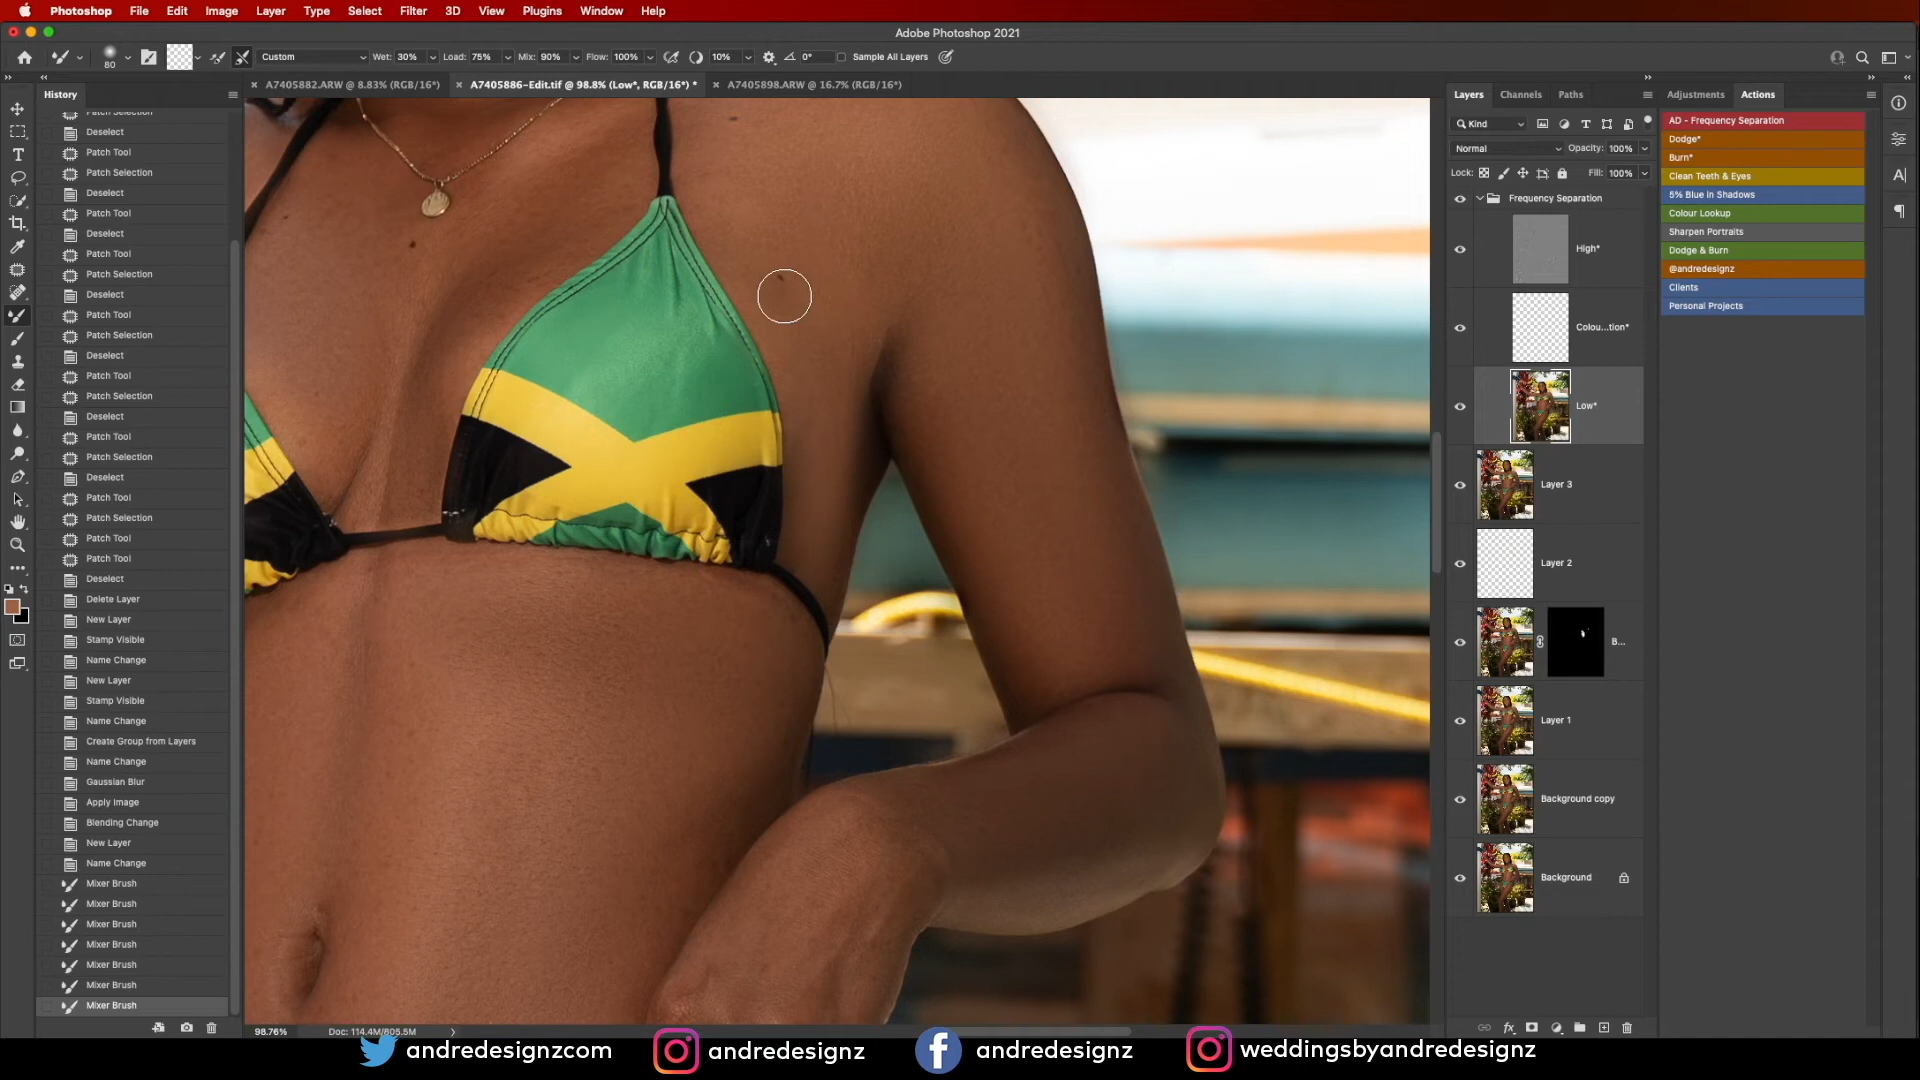 Photoshop File Edit Image Layer Type Select Filter 3D View Plugins Window Help
Adobe Photoshop 2021
80 Custom Wet: 30% Load: 75% Mix: 90% Flow: 100% 10% 0° Sample All Layers
A7405882.ARW @ 8.83% (RGB/16*) A7405886-Edit.tif @ 98.8% (Low*, RGB/16*) * A7405898.ARW @ 16.7% (RGB/16*)
History
Patch Selection
Deselect
Patch Tool
Patch Selection
Deselect
Patch Tool
Deselect
Patch Tool
Patch Selection
Deselect
Patch Tool
Patch Selection
Deselect
Patch Tool
Patch Selection
Deselect
Patch Tool
Patch Selection
Deselect
Patch Tool
Patch Selection
Patch Tool
Patch Tool
Deselect
Delete Layer
New Layer
Stamp Visible
Name Change
New Layer
Stamp Visible
Name Change
Create Group from Layers
Name Change
Gaussian Blur
Apply Image
Blending Change
New Layer
Name Change
Mixer Brush
Mixer Brush
Mixer Brush
Mixer Brush
Mixer Brush
Mixer Brush
Mixer Brush
98.76% Doc: 114.4M/805.5M
Layers Channels Paths
Kind
Normal Opacity: 100%
Lock: Fill: 100%
Frequency Separation
High*
Colou...tion*
Low*
Layer 3
Layer 2
B...
Layer 1
Background copy
Background
Adjustments Actions
AD - Frequency Separation
Dodge*
Burn*
Clean Teeth & Eyes
5% Blue In Shadows
Colour Lookup
Sharpen Portraits
Dodge & Burn
@andredesignz
Clients
Personal Projects
andredesignzcom andredesignz andredesignz weddingsbyandredesignz